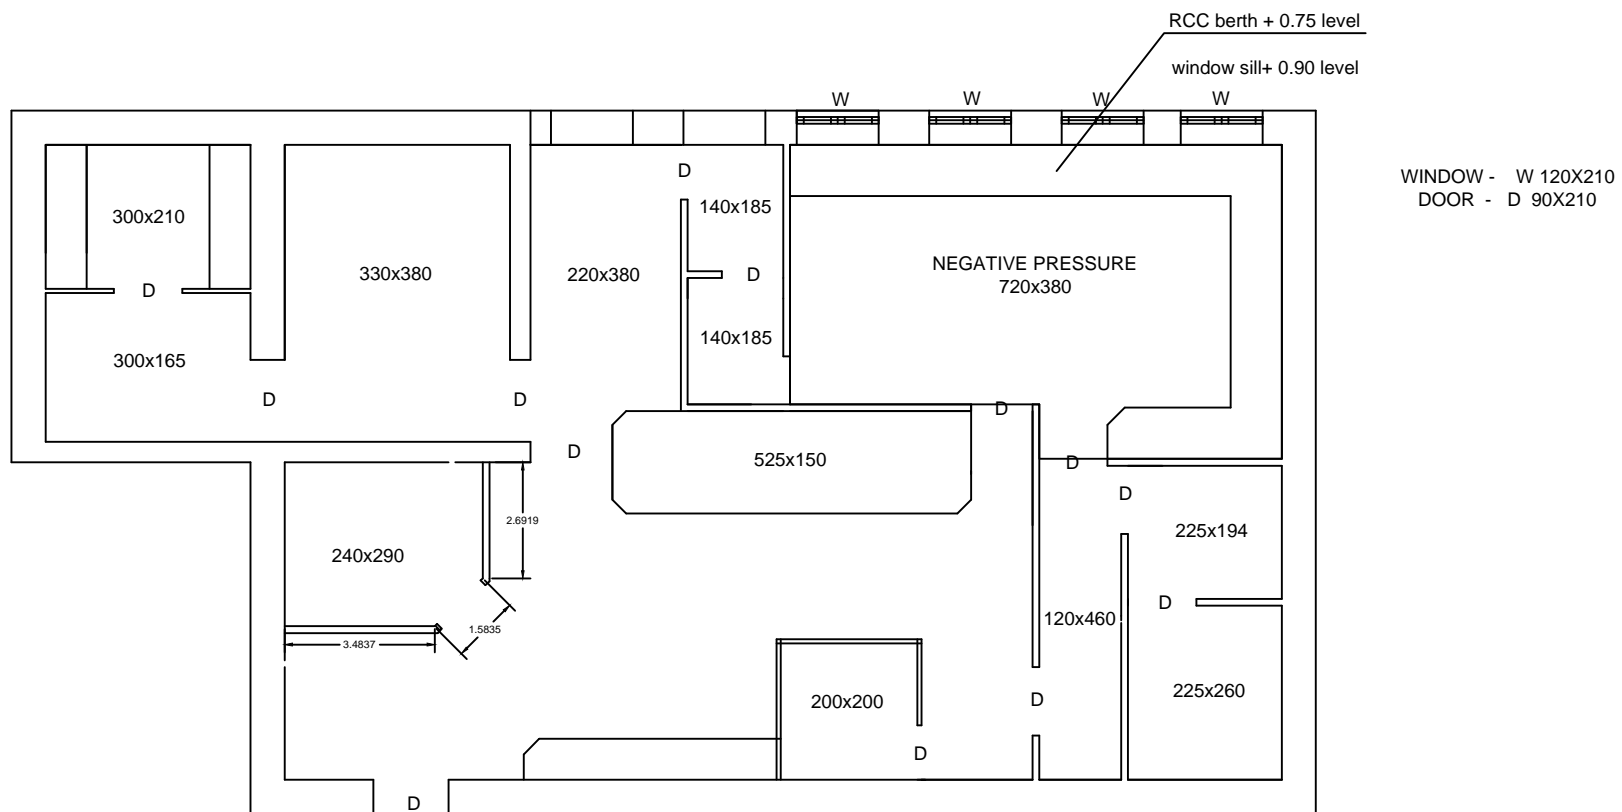 RCC berth + 0.75 level
window sill+ 0.90 level
W
W
W
W
WINDOW - W 120X210
DOOR - D 90X210
D
140x185
300x210
NEGATIVE PRESSURE
720x380
330x380
220x380
D
D
140x185
300x165
D
D
D
D
525x150
D
D
2.6919
225x194
240x290
D
120x460
1.5835
3.4837
225x260
200x200
D
D
D